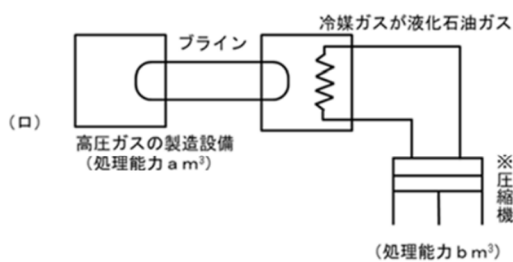 冷媒ガスが液化石油ガス
ブライン
(ロ)
高圧ガスの製造設備
(処理能力a m³)
※圧縮機
(処理能力b m³)